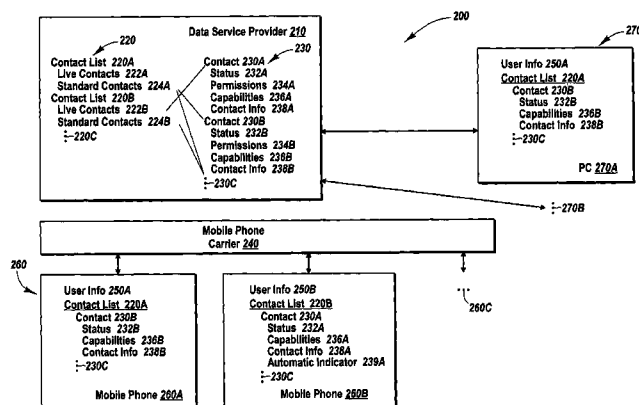 Data Service Provider 210
200
220
230
Contact List 220A
Live Contacts 222A
Standard Contacts 224A
Contact List 220B
Live Contacts 222B
Standard Contacts 224B
220C
Contact 230A
Status 232A
Permissions 234A
Capabilities 236A
Contact Info 238A
Contact 230B
Status 232B
Permissions 234B
Capabilities 236B
Contact Info 238B
230C
270
User Info 250A
Contact List 220A
Contact 230B
Status 232B
Capabilities 236B
Contact Info 238B
230C
PC 270A
270B
Mobile Phone
Carrier 240
260
User Info 250A
Contact List 220A
Contact 230B
Status 232B
Capabilities 236B
Contact Info 238B
230C
Mobile Phone 260A
User Info 250B
Contact List 220B
Contact 230A
Status 232A
Capabilities 236A
Contact Info 238A
Automatic Indicator 239A
230C
Mobile Phone 260B
260C